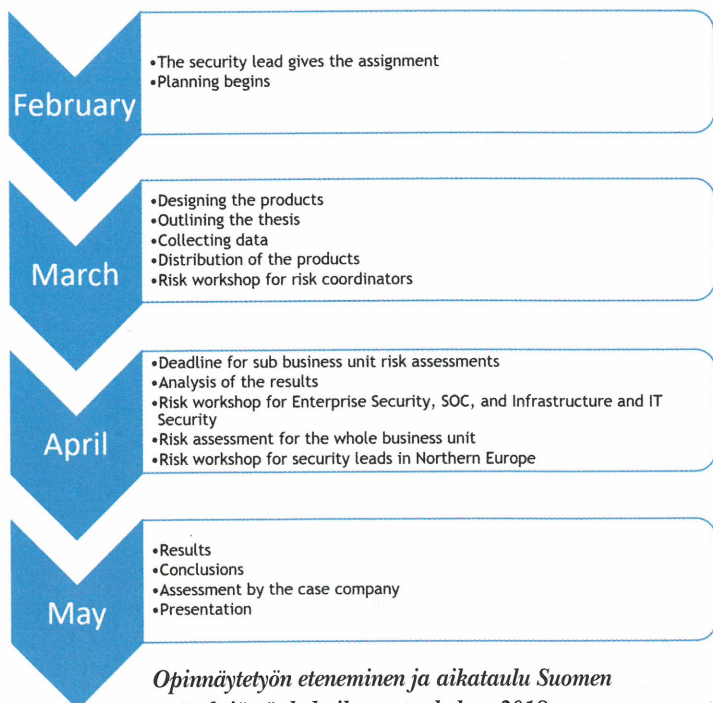 February
•The security lead gives the assignment
•Planning begins
March
•Designing the products
•Outlining the thesis
•Collecting data
•Distribution of the products
•Risk workshop for risk coordinators
April
•Deadline for sub business unit risk assessments
•Analysis of the results
•Risk workshop for Enterprise Security, SOC, and Infrastructure and IT
Security
•Risk assessment for the whole business unit
•Risk workshop for security leads in Northern Europe
May
•Results
•Conclusions
•Assessment by the case company
•Presentation
Opinnäytetyön eteneminen ja aikataulu Suomen